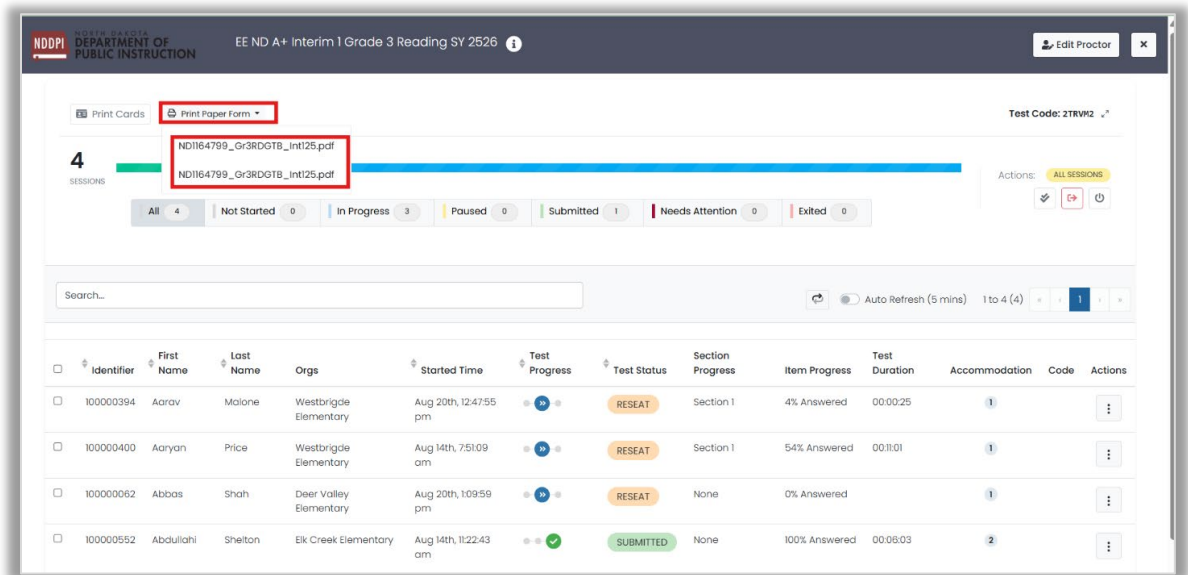 NDDPI
NORTH DAKOTA
DEPARTMENT OF
PUBLIC INSTRUCTION
EE ND A+ Interim 1 Grade 3 Reading SY 2526
Edit Proctor
Print Cards
Print Paper Form
Test Code: 2TRVM2
ND1164799_Gr3RDGTB_Int125.pdf
ND1164799_Gr3RDGTB_Int125.pdf
4
SESSIONS
Actions: ALL SESSIONS
All 4 Not Started 0 In Progress 3 Paused 0 Submitted 1 Needs Attention 0 Exited 0
Search...
Auto Refresh (5 mins) 1 to 4 (4) « ‹ 1 › »
Identifier First Name Last Name Orgs Started Time Test Progress Test Status Section Progress Item Progress Test Duration Accommodation Code Actions
100000394 Aarav Malone Westbrigde Elementary Aug 20th, 12:47:55 pm RESEAT Section 1 4% Answered 00:00:25 1
100000400 Aaryan Price Westbrigde Elementary Aug 14th, 7:51:09 am RESEAT Section 1 54% Answered 00:11:01 1
100000062 Abbas Shah Deer Valley Elementary Aug 20th, 1:09:59 pm RESEAT None 0% Answered 1
100000552 Abdullahi Shelton Elk Creek Elementary Aug 14th, 11:22:43 am SUBMITTED None 100% Answered 00:06:03 2